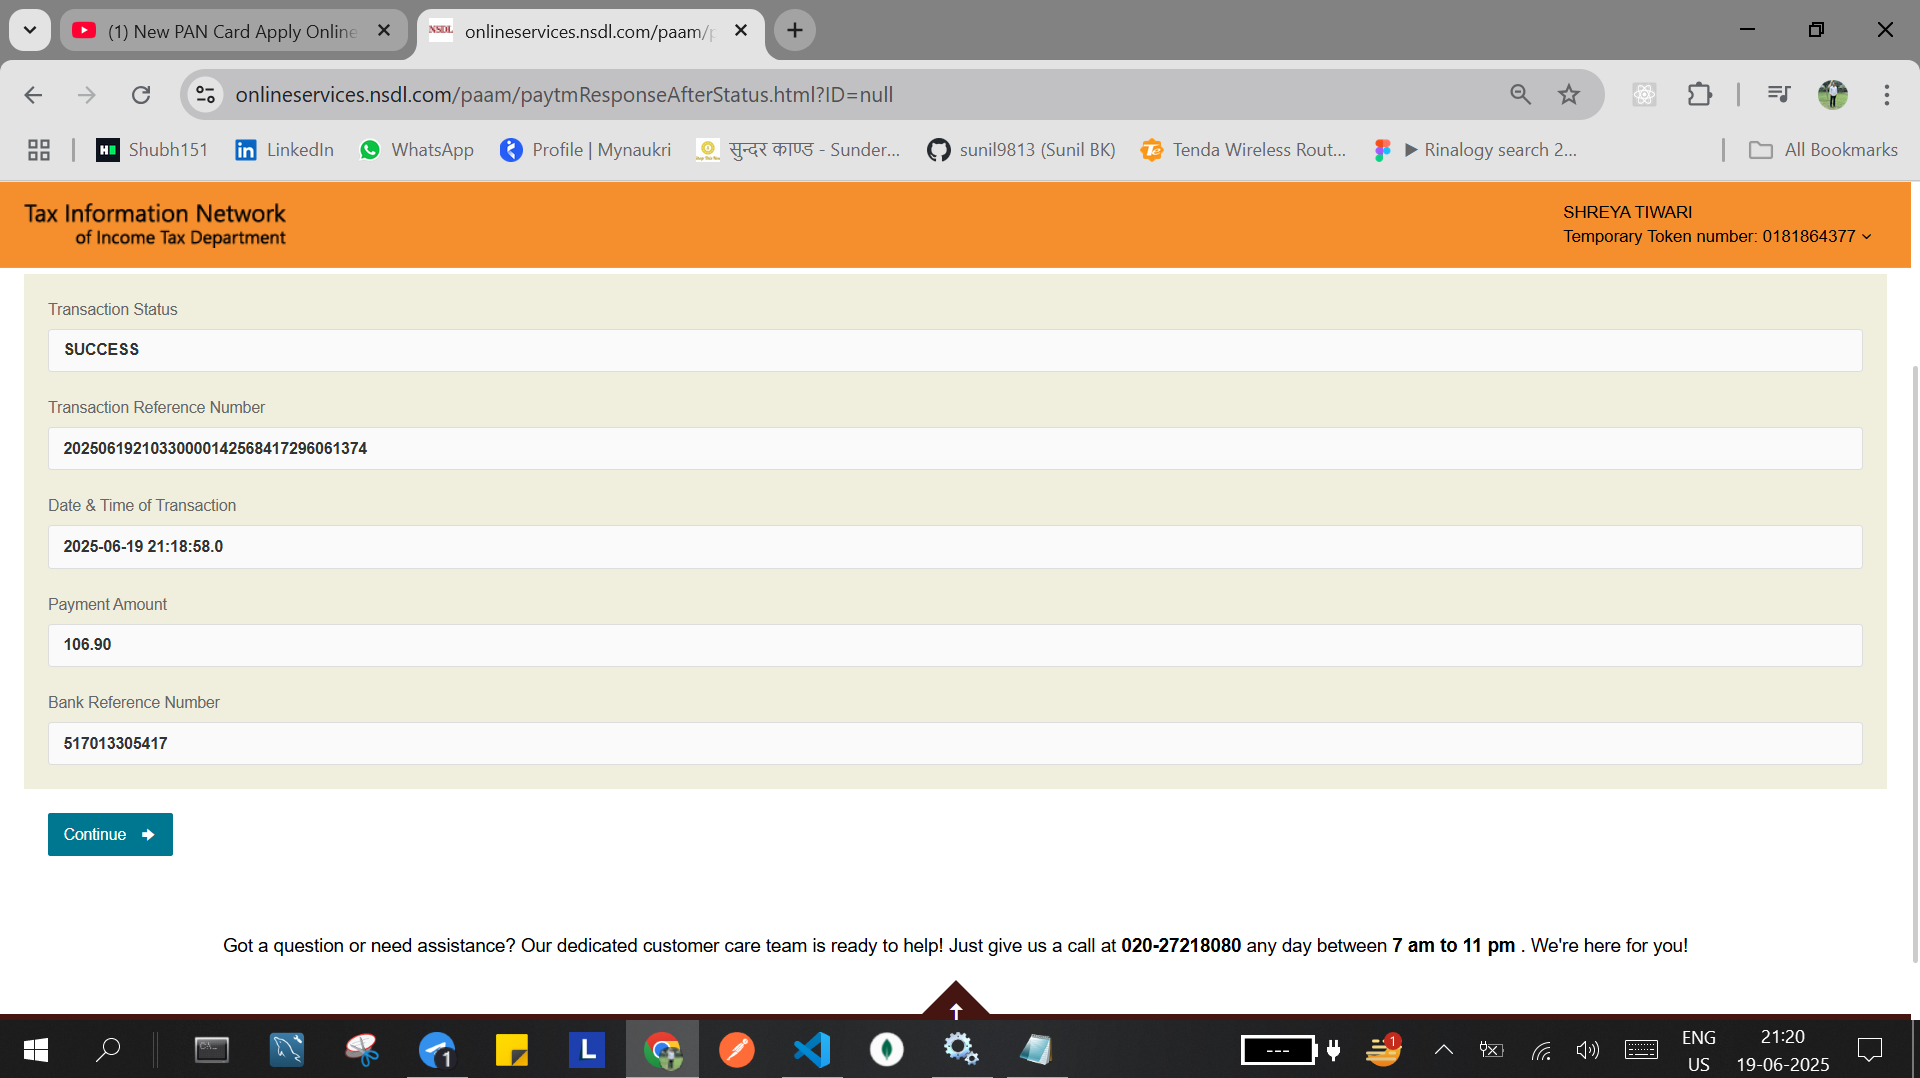 (1) New PAN Card Apply Online
onlineservices.nsdl.com/paam/
onlineservices.nsdl.com/paam/paytmResponseAfterStatus.html?ID=null
Shubh151
LinkedIn
WhatsApp
Profile | Mynaukri
सुन्दर काण्ड - Sunder...
sunil9813 (Sunil BK)
Tenda Wireless Rout...
▶ Rinalogy search 2...
All Bookmarks
Tax Information Network
of Income Tax Department
SHREYA TIWARI
Temporary Token number: 0181864377
Transaction Status
SUCCESS
Transaction Reference Number
20250619210330000142568417296061374
Date & Time of Transaction
2025-06-19 21:18:58.0
Payment Amount
106.90
Bank Reference Number
517013305417
Continue
Got a question or need assistance? Our dedicated customer care team is ready to help! Just give us a call at 020-27218080 any day between 7 am to 11 pm . We're here for you!
ENG
US
21:20
19-06-2025